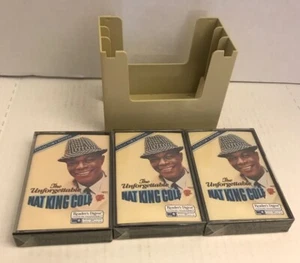 The
Unforgettable
NAT KING COLE
Reader's Digest
The
Unforgettable
NAT KING COLE
Reader's Digest
The
Unforgettable
NAT KING COLE
Reader's Digest